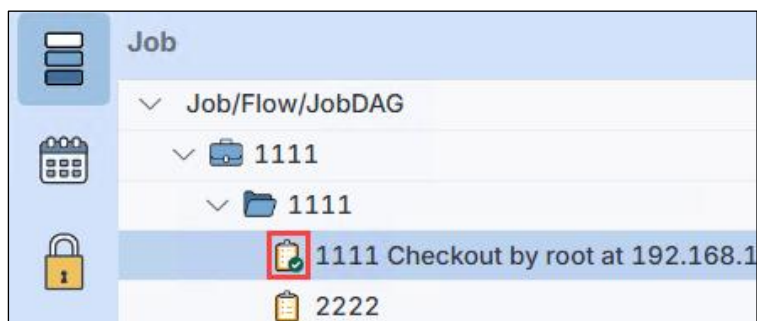 Job
Job/Flow/JobDAG
1111
1111
1111 Checkout by root at 192.168.1
2222